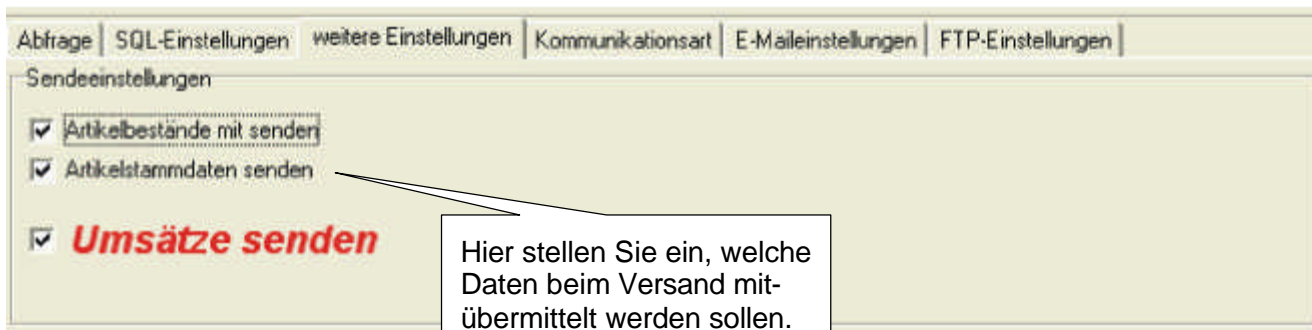 Abfrage SQL-Einstellungen weitere Einstellungen Kommunikationsart E-Maileinstellungen FTP-Einstellungen
Sendeeinstellungen
Artikelbestände mit senden
Artikelstammdaten senden
Umsätze senden
Hier stellen Sie ein, welche
Daten beim Versand mit-
übermittelt werden sollen.